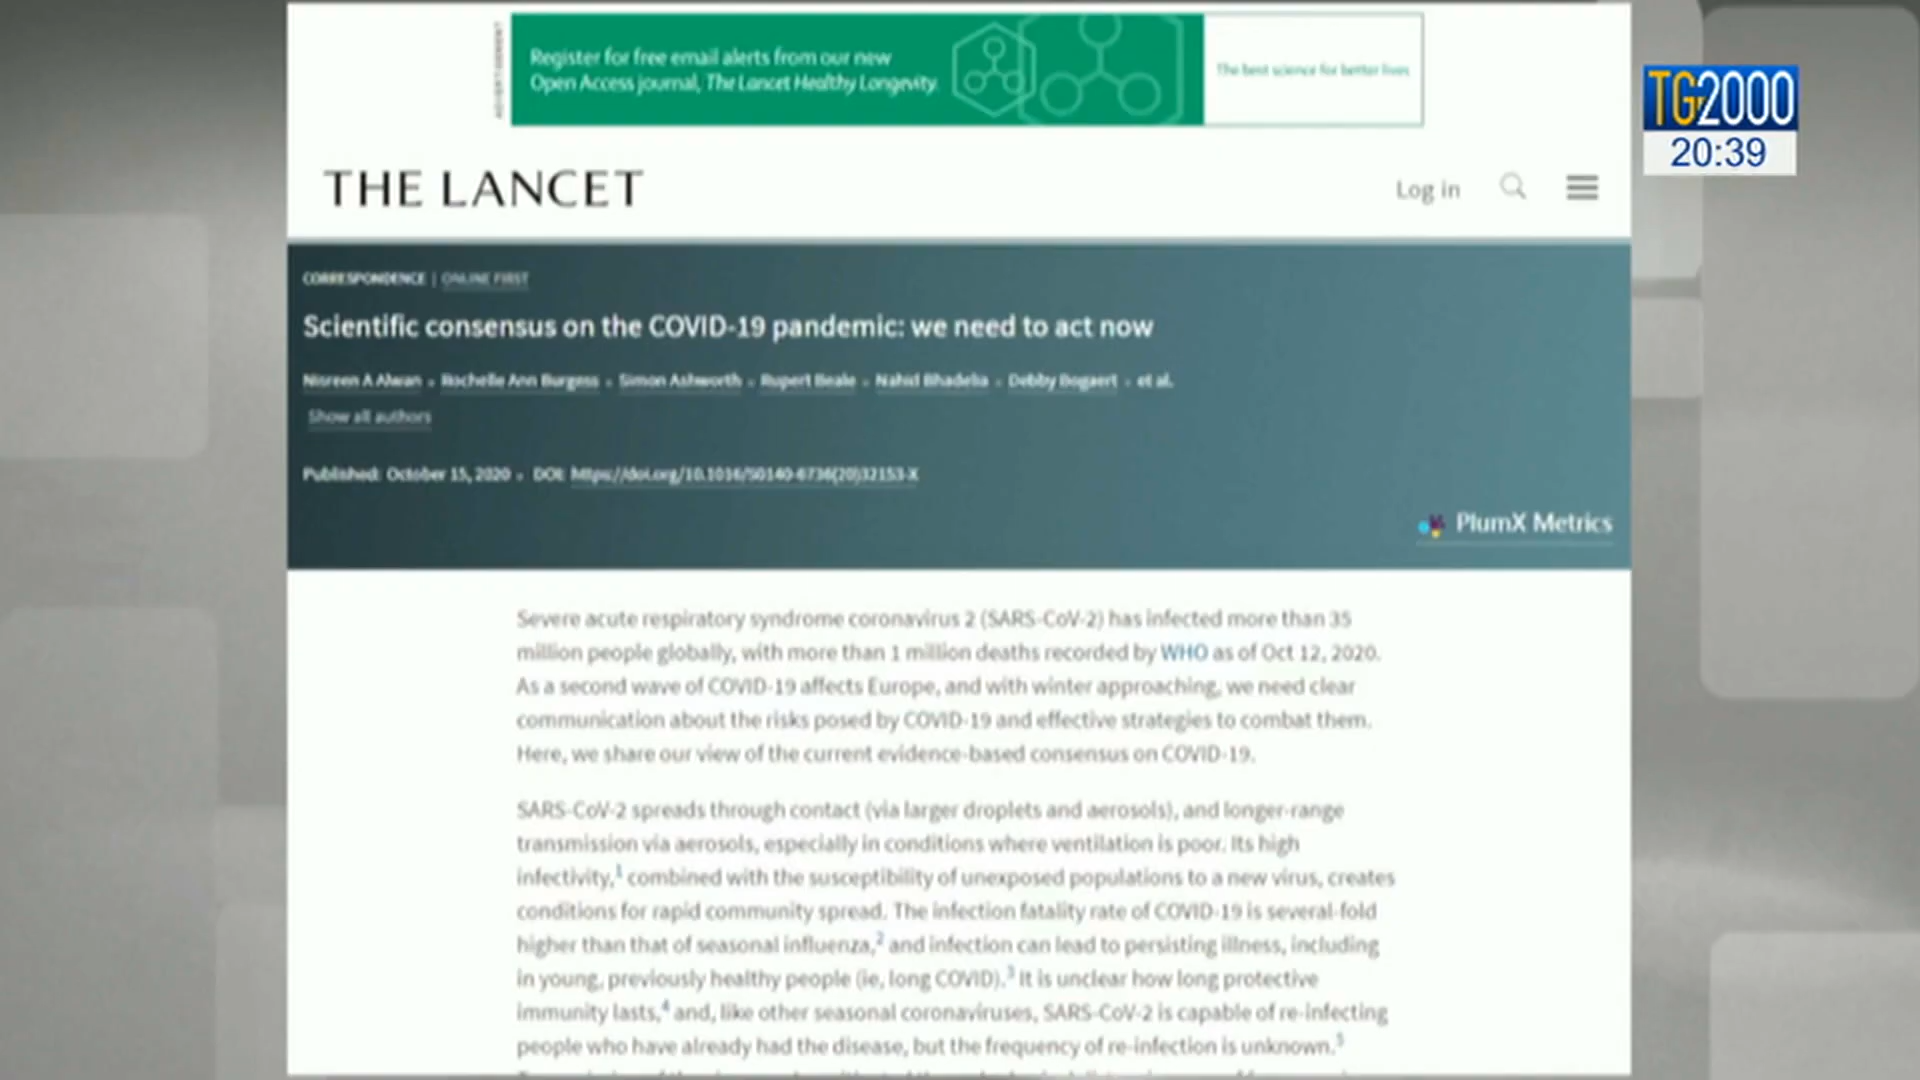 ADVERTISEMENT
Register for free email alerts from our new
Open Access journal, The Lancet Healthy Longevity.
The best science for better lives
TG2000
20:39
THE LANCET
Log in
CORRESPONDENCE | ONLINE FIRST
Scientific consensus on the COVID-19 pandemic: we need to act now
Nisreen A Alwan • Rochelle Ann Burgess • Simon Ashworth • Rupert Beale • Nahid Bhadelia • Debby Bogaert • et al.
Show all authors
Published: October 15, 2020 • DOI: https://doi.org/10.1016/S0140-6736(20)32153-X
PlumX Metrics
Severe acute respiratory syndrome coronavirus 2 (SARS-CoV-2) has infected more than 35
million people globally, with more than 1 million deaths recorded by WHO as of Oct 12, 2020.
As a second wave of COVID-19 affects Europe, and with winter approaching, we need clear
communication about the risks posed by COVID-19 and effective strategies to combat them.
Here, we share our view of the current evidence-based consensus on COVID-19.
SARS-CoV-2 spreads through contact (via larger droplets and aerosols), and longer-range
transmission via aerosols, especially in conditions where ventilation is poor. Its high
infectivity,1 combined with the susceptibility of unexposed populations to a new virus, creates
conditions for rapid community spread. The infection fatality rate of COVID-19 is several-fold
higher than that of seasonal influenza,2 and infection can lead to persisting illness, including
in young, previously healthy people (ie, long COVID).3 It is unclear how long protective
immunity lasts,4 and, like other seasonal coronaviruses, SARS-CoV-2 is capable of re-infecting
people who have already had the disease, but the frequency of re-infection is unknown.5